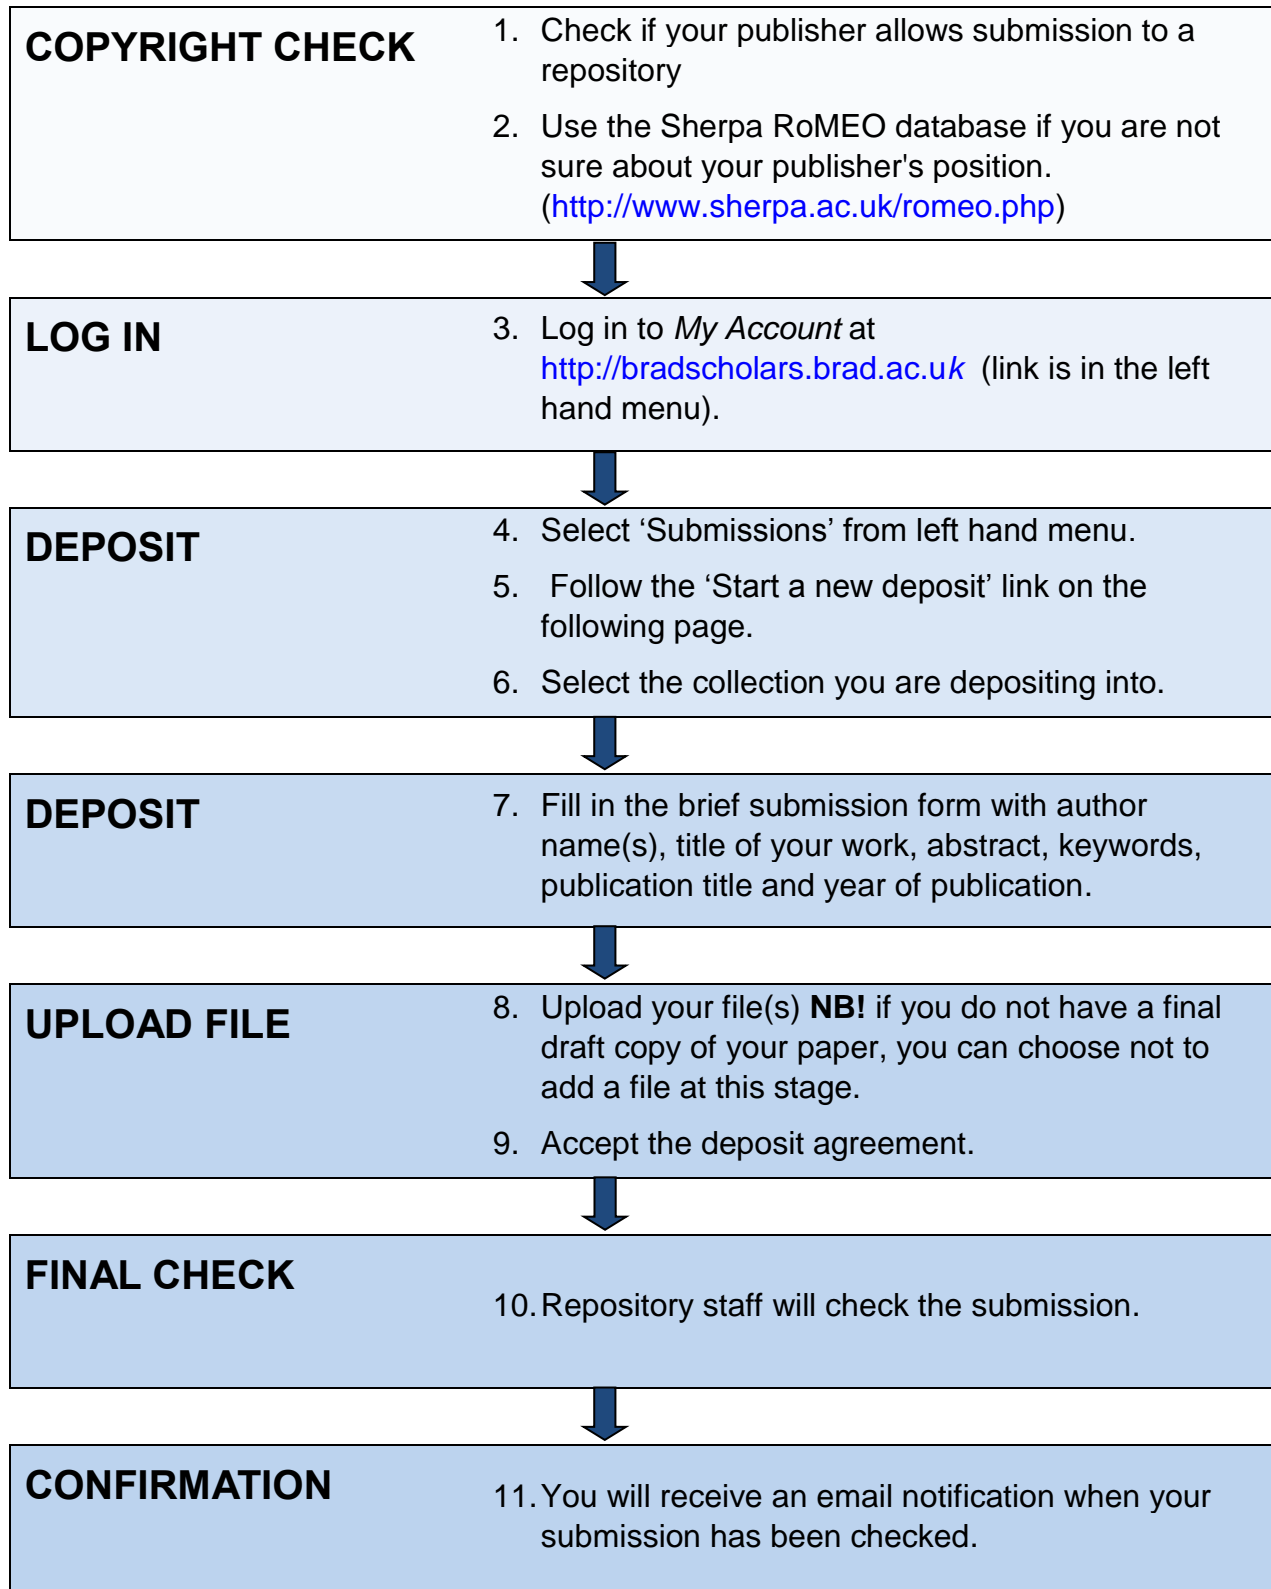 COPYRIGHT CHECK
1. Check if your publisher allows submission to a
repository
2. Use the Sherpa RoMEO database if you are not
sure about your publisher's position.
(http://www.sherpa.ac.uk/romeo.php)
LOG IN
3. Log in to My Account at
http://bradscholars.brad.ac.uk (link is in the left
hand menu).
DEPOSIT
4. Select ‘Submissions’ from left hand menu.
5. Follow the ‘Start a new deposit’ link on the
following page.
6. Select the collection you are depositing into.
DEPOSIT
7. Fill in the brief submission form with author
name(s), title of your work, abstract, keywords,
publication title and year of publication.
UPLOAD FILE
8. Upload your file(s) NB! if you do not have a final
draft copy of your paper, you can choose not to
add a file at this stage.
9. Accept the deposit agreement.
FINAL CHECK
10. Repository staff will check the submission.
CONFIRMATION
11. You will receive an email notification when your
submission has been checked.